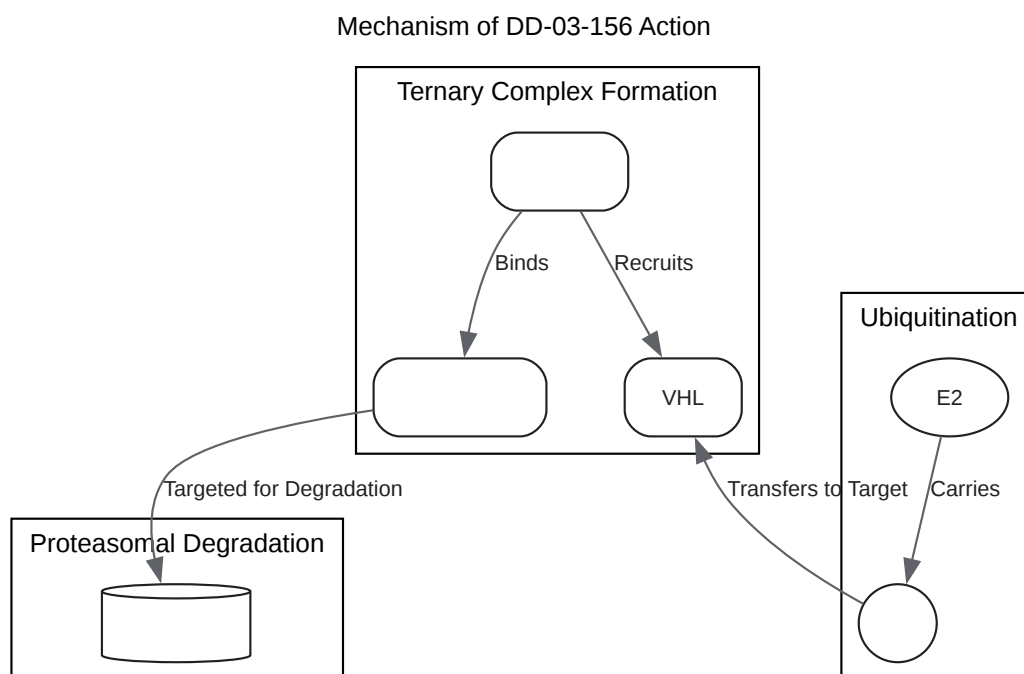 Mechanism of DD-03-156 Action
Ternary Complex Formation
Binds
Recruits
VHL
Ubiquitination
E2
Targeted for Degradation
Transfers to Target
Carries
Proteasomal Degradation